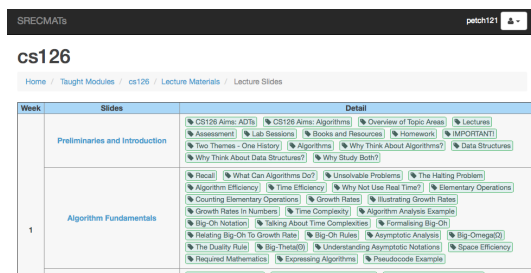 SRECMATs petch121
cs126
Home / Taught Modules / cs126 / Lecture Materials / Lecture Slides
Week Slides Detail
1
Preliminaries and Introduction
CS126 Aims: ADTs CS126 Aims: Algorithms Overview of Topic Areas Lectures
Assessment Lab Sessions Books and Resources Homework IMPORTANT!
Two Themes - One History Algorithms Why Think About Algorithms? Data Structures
Why Think About Data Structures? Why Study Both?
Algorithm Fundamentals
Recall What Can Algorithms Do? Unsolvable Problems The Halting Problem
Algorithm Efficiency Time Efficiency Why Not Use Real Time? Elementary Operations
Counting Elementary Operations Growth Rates Illustrating Growth Rates
Growth Rates In Numbers Time Complexity Algorithm Analysis Example
Big-Oh Notation Talking About Time Complexities Formalising Big-Oh
Relating Big-Oh To Growth Rate Big-Oh Rules Asymptotic Analysis Big-Omega(Ω)
The Duality Rule Big-Theta(Θ) Understanding Asymptotic Notations Space Efficiency
Required Mathematics Expressing Algorithms Pseudocode Example